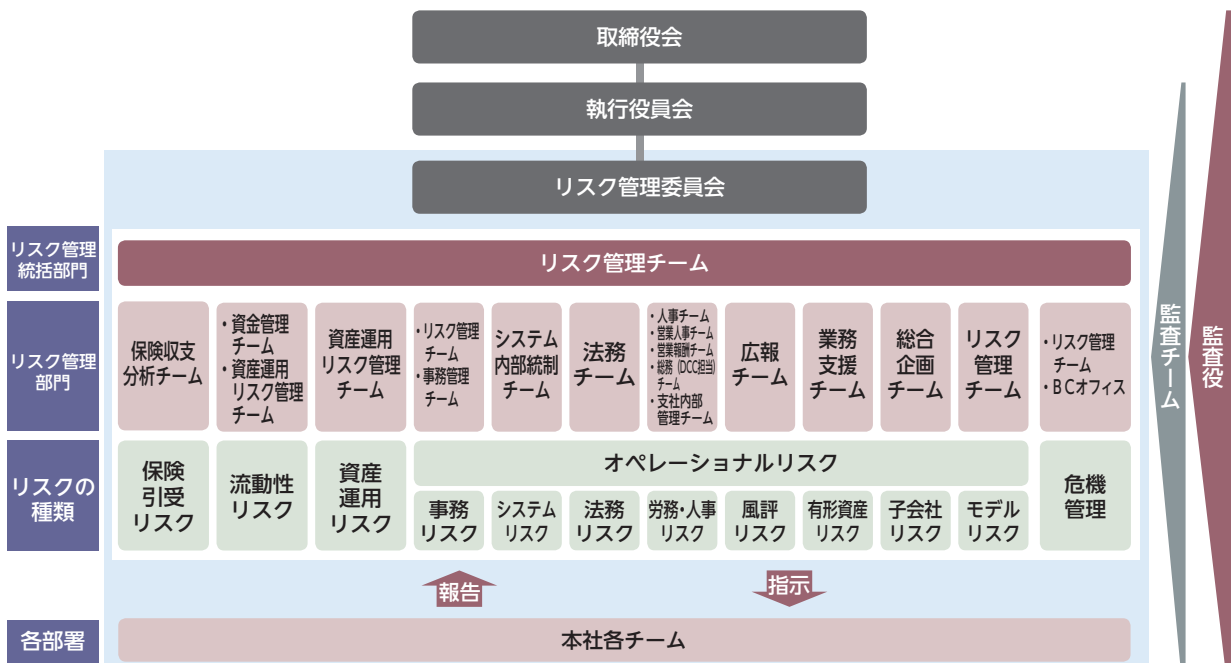 取締役会
執行役員会
リスク管理委員会
リスク管理
統括部門
リスク管理チーム
リスク管理
部門
保険収支
分析チーム
・資金管理
チーム
・資産運用
リスク管理
チーム
資産運用
リスク管理
チーム
・リスク管理
チーム
・事務管理
チーム
システム
内部統制
チーム
法務
チーム
・人事チーム
・営業人事チーム
・営業報酬チーム
・総務(DCC担当)
チーム
・支社内部
管理チーム
広報
チーム
業務
支援
チーム
総合
企画
チーム
リスク
管理
チーム
・リスク管理
チーム
・BCオフィス
リスクの
種類
保険
引受
リスク
流動性
リスク
資産
運用
リスク
オペレーショナルリスク
事務
リスク
システム
リスク
法務
リスク
労務・人事
リスク
風評
リスク
有形資産
リスク
子会社
リスク
モデル
リスク
危機
管理
報告
指示
各部署
本社各チーム
監査チーム
監査役